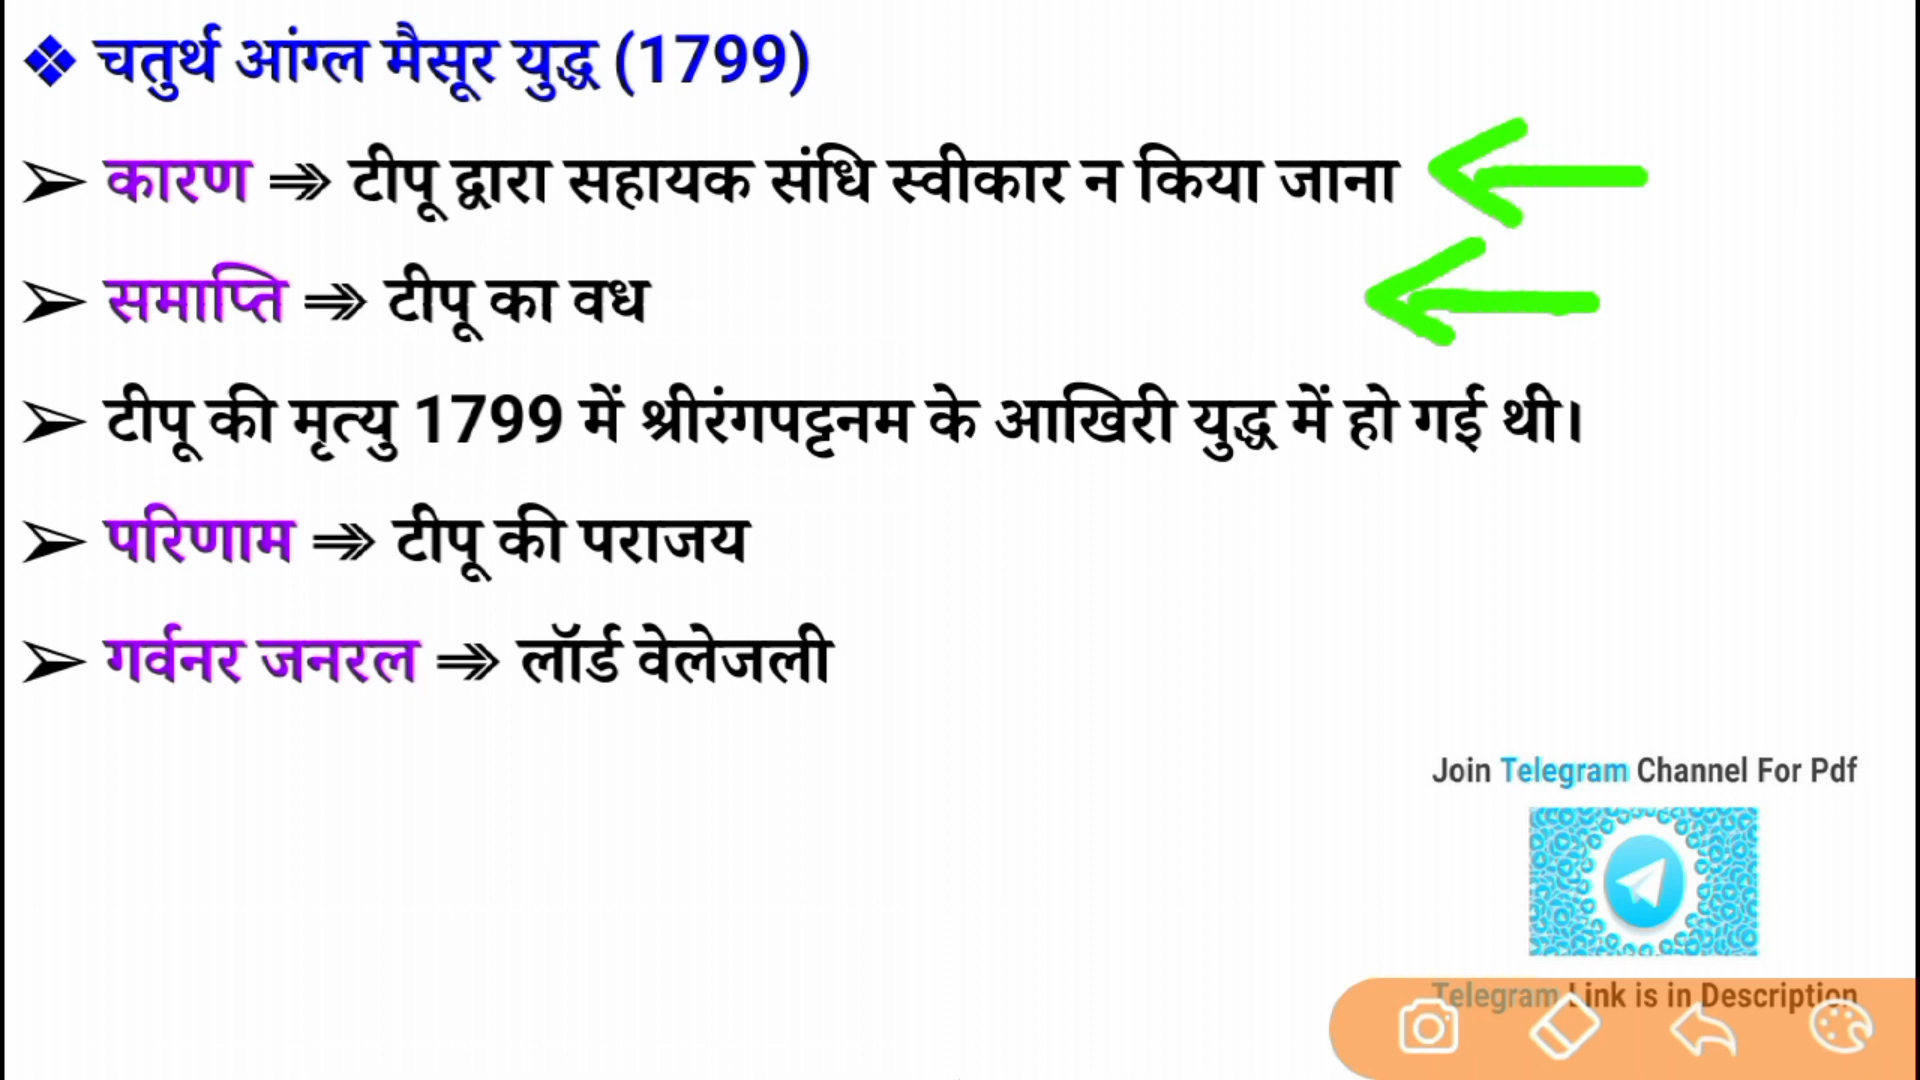 ❖ चतुर्थ आंग्ल मैसूर युद्ध (1799)
➢ कारण ⇒ टीपू द्वारा सहायक संधि स्वीकार न किया जाना
➢ समाप्ति ⇒ टीपू का वध
➢ टीपू की मृत्यु 1799 में श्रीरंगपट्टनम के आखिरी युद्ध में हो गई थी।
➢ परिणाम ⇒ टीपू की पराजय
➢ गर्वनर जनरल ⇒ लॉर्ड वेलेजली
Join Telegram Channel For Pdf
Telegram Link is in Description